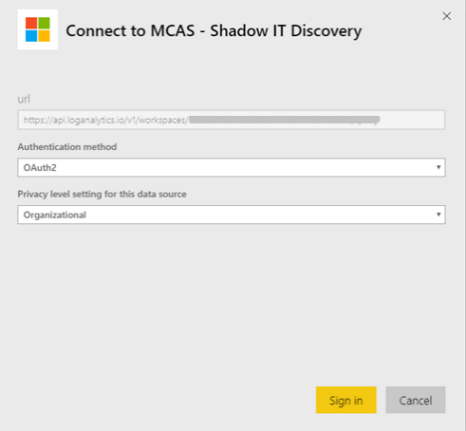 Connect to MCAS - Shadow IT Discovery
url
https://api.loganalytics.io/v1/workspaces/
Authentication method
OAuth2
Privacy level setting for this data source
Organizational
Sign in
Cancel